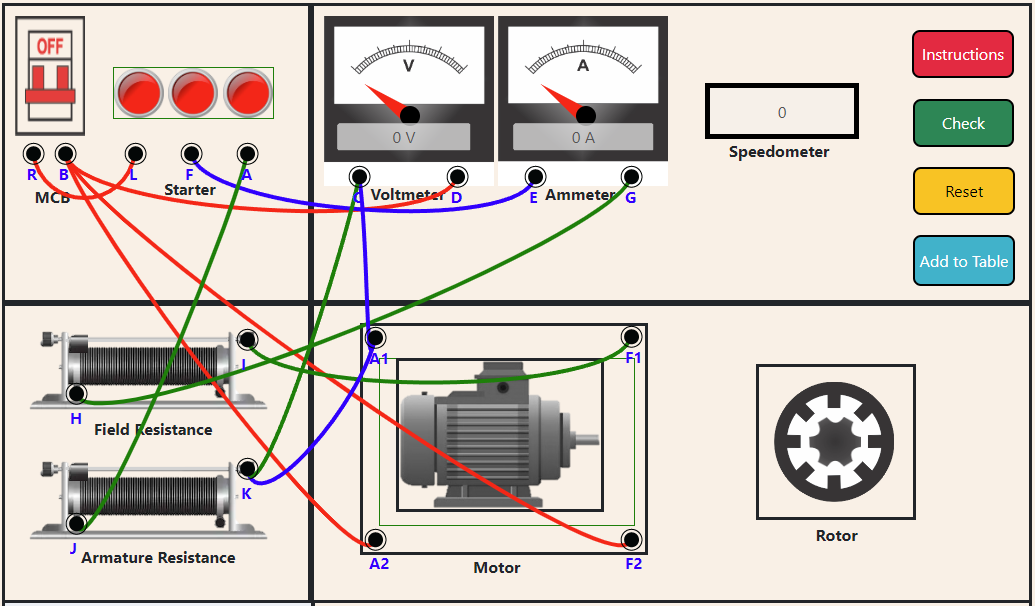 OFF
R B L F A
MCB
Starter
V
0 V
C Voltmeter D
A
0 A
E Ammeter G
0
Speedometer
Instructions
Check
Reset
Add to Table
I
H
Field Resistance
K
J
Armature Resistance
A1
F1
A2
F2
Motor
Rotor